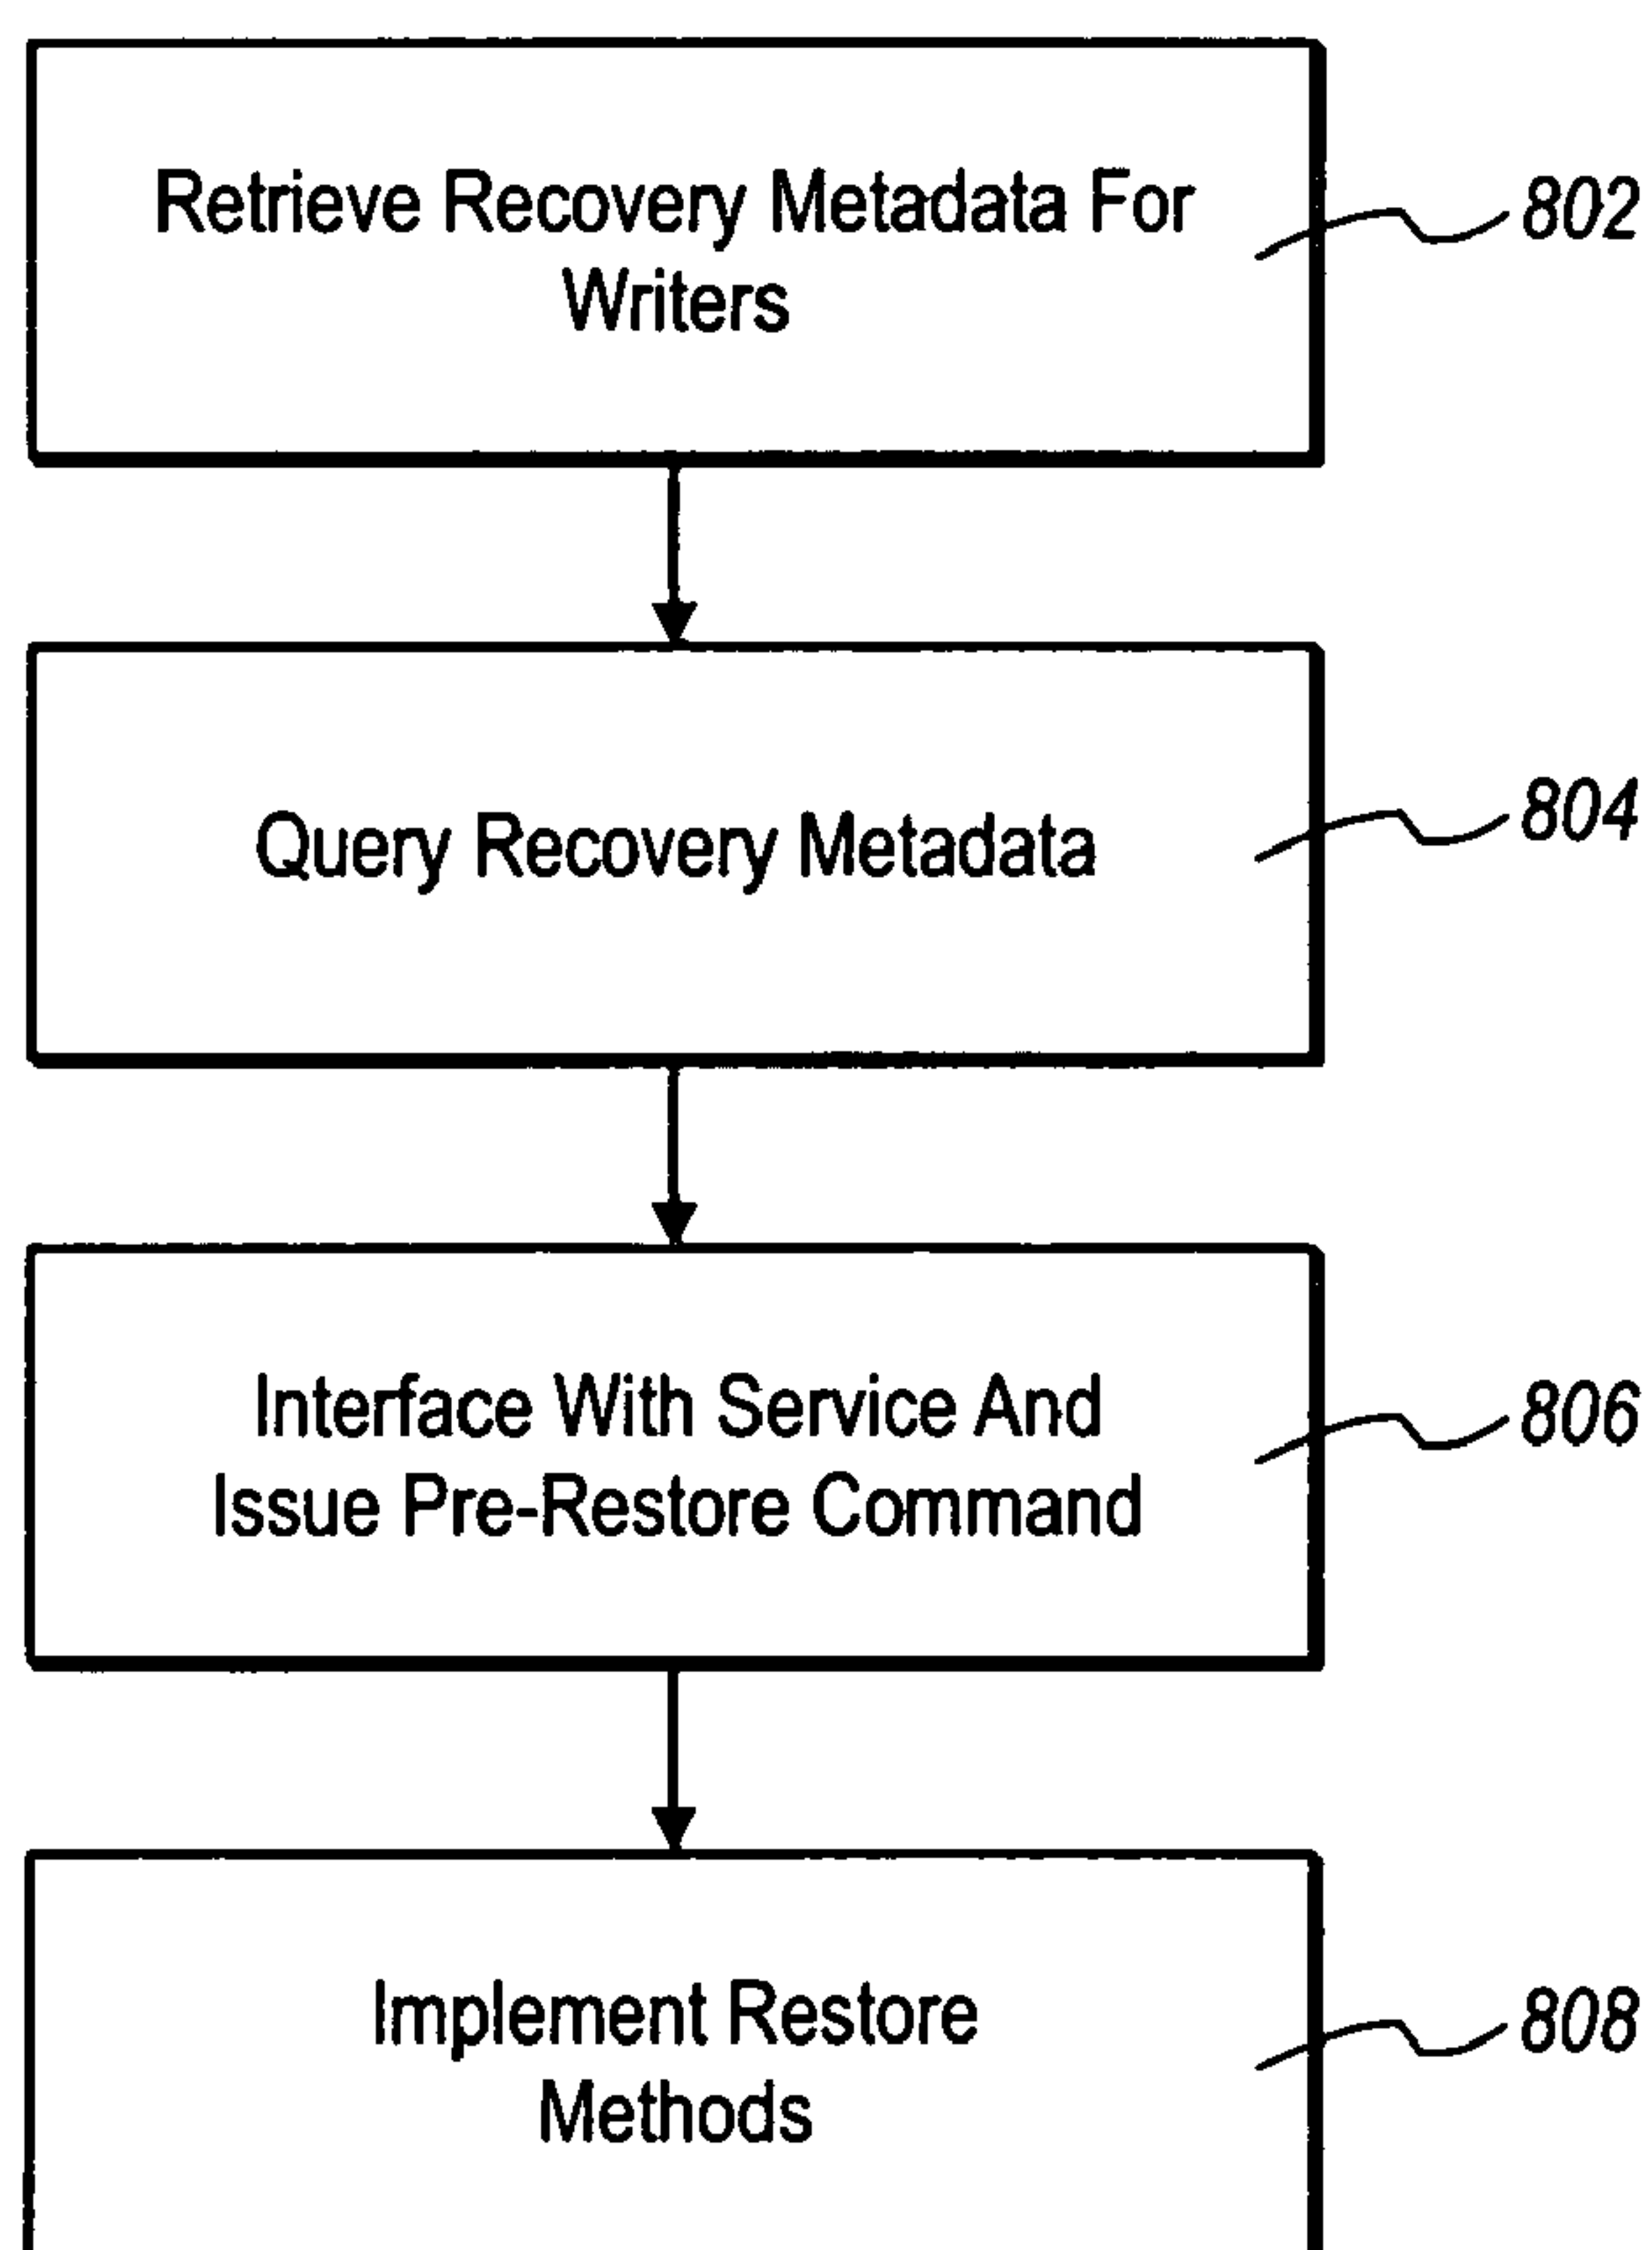 Retrieve Recovery Metadata For
Writers
802
Query Recovery Metadata
804
Interface With Service And
Issue Pre-Restore Command
806
Implement Restore
Methods
808